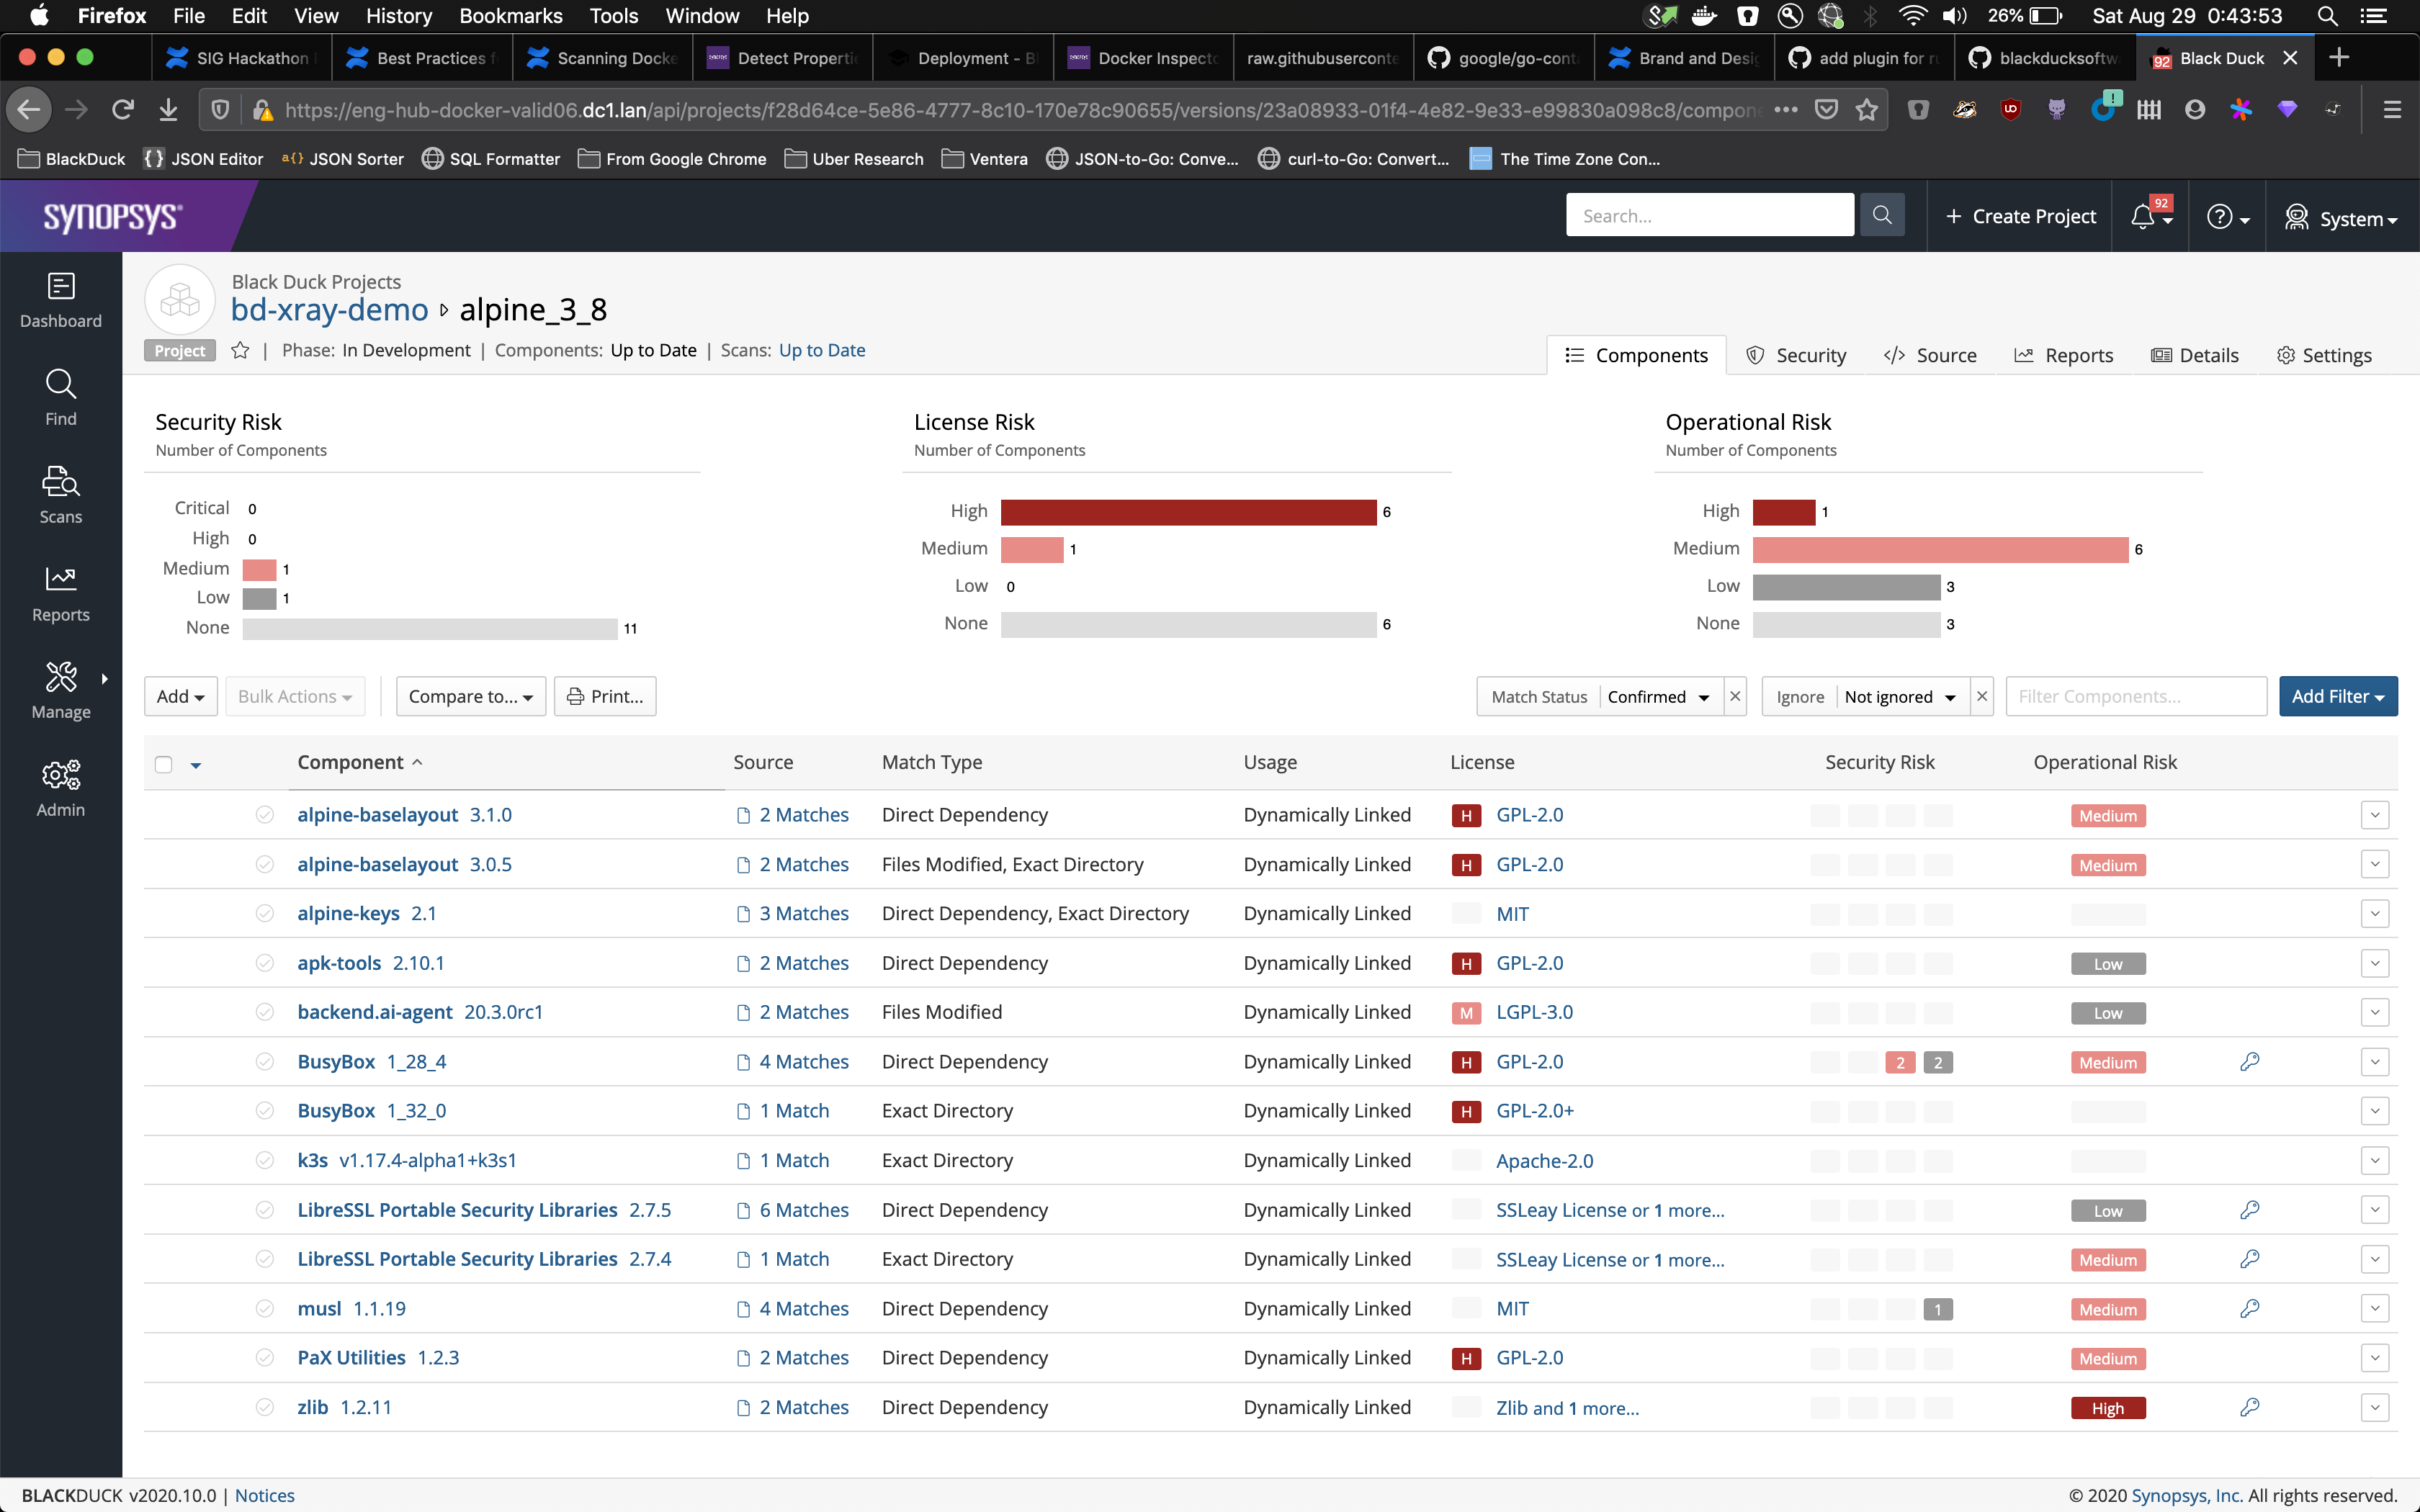 Firefox File Edit View History Bookmarks Tools Window Help 26% Sat Aug 29 0:43:53
SIG Hackathon Best Practices f Scanning Docke Detect Properti Deployment - B Docker Inspect raw.githubuserconte google/go-cont Brand and Desi add plugin for r blackducksoftw 92 Black Duck
https://eng-hub-docker-valid06.dc1.lan/api/projects/f28d64ce-5e86-4777-8c10-170e78c90655/versions/23a08933-01f4-4e82-9e33-e99830a098c8/compon
BlackDuck JSON Editor JSON Sorter SQL Formatter From Google Chrome Uber Research Ventera JSON-to-Go: Conve... curl-to-Go: Convert... The Time Zone Con...
SYNOPSYS Search... + Create Project 92 System
Black Duck Projects
bd-xray-demo alpine_3_8
Project | Phase: In Development | Components: Up to Date | Scans: Up to Date
Components Security Source Reports Details Settings
Dashboard
Find
Scans
Reports
Manage
Admin
Security Risk
Number of Components
Critical 0
High 0
Medium 1
Low 1
None 11
License Risk
Number of Components
High 6
Medium 1
Low 0
None 6
Operational Risk
Number of Components
High 1
Medium 6
Low 3
None 3
Add Bulk Actions Compare to... Print... Match Status Confirmed Ignore Not ignored Filter Components... Add Filter
Component Source Match Type Usage License Security Risk Operational Risk
alpine-baselayout 3.1.0 2 Matches Direct Dependency Dynamically Linked H GPL-2.0 Medium
alpine-baselayout 3.0.5 2 Matches Files Modified, Exact Directory Dynamically Linked H GPL-2.0 Medium
alpine-keys 2.1 3 Matches Direct Dependency, Exact Directory Dynamically Linked MIT
apk-tools 2.10.1 2 Matches Direct Dependency Dynamically Linked H GPL-2.0 Low
backend.ai-agent 20.3.0rc1 2 Matches Files Modified Dynamically Linked M LGPL-3.0 Low
BusyBox 1_28_4 4 Matches Direct Dependency Dynamically Linked H GPL-2.0 2 2 Medium
BusyBox 1_32_0 1 Match Exact Directory Dynamically Linked H GPL-2.0+
k3s v1.17.4-alpha1+k3s1 1 Match Exact Directory Dynamically Linked Apache-2.0
LibreSSL Portable Security Libraries 2.7.5 6 Matches Direct Dependency Dynamically Linked SSLeay License or 1 more... Low
LibreSSL Portable Security Libraries 2.7.4 1 Match Exact Directory Dynamically Linked SSLeay License or 1 more... Medium
musl 1.1.19 4 Matches Direct Dependency Dynamically Linked MIT 1 Medium
PaX Utilities 1.2.3 2 Matches Direct Dependency Dynamically Linked H GPL-2.0 Medium
zlib 1.2.11 2 Matches Direct Dependency Dynamically Linked Zlib and 1 more... High
BLACKDUCK v2020.10.0 | Notices © 2020 Synopsys, Inc. All rights reserved.